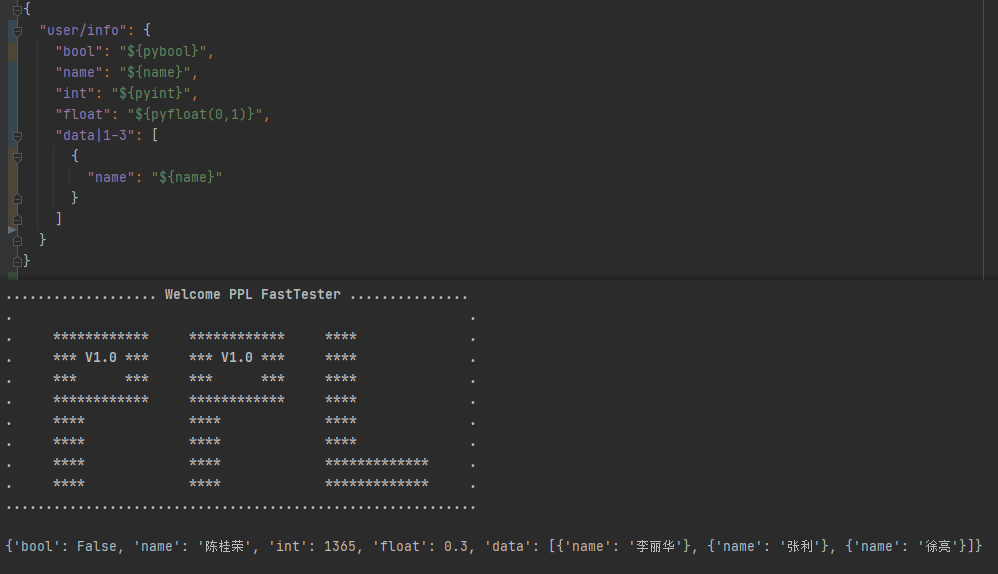 {
  "user/info": {
    "bool": "${pybool}",
    "name": "${name}",
    "int": "${pyint}",
    "float": "${pyfloat(0,1)}",
    "data|1-3": [
      {
        "name": "${name}"
      }
    ]
  }
}
................... Welcome PPL FastTester ...............
.                                                          .
.     ************     ************     ****              .
.     *** V1.0 ***     *** V1.0 ***     ****              .
.     ***      ***     ***      ***     ****              .
.     ************     ************     ****              .
.     ****             ****             ****              .
.     ****             ****             ****              .
.     ****             ****             *************     .
.     ****             ****             *************     .
............................................................
{'bool': False, 'name': '陈桂荣', 'int': 1365, 'float': 0.3, 'data': [{'name': '李丽华'}, {'name': '张利'}, {'name': '徐亮'}]}